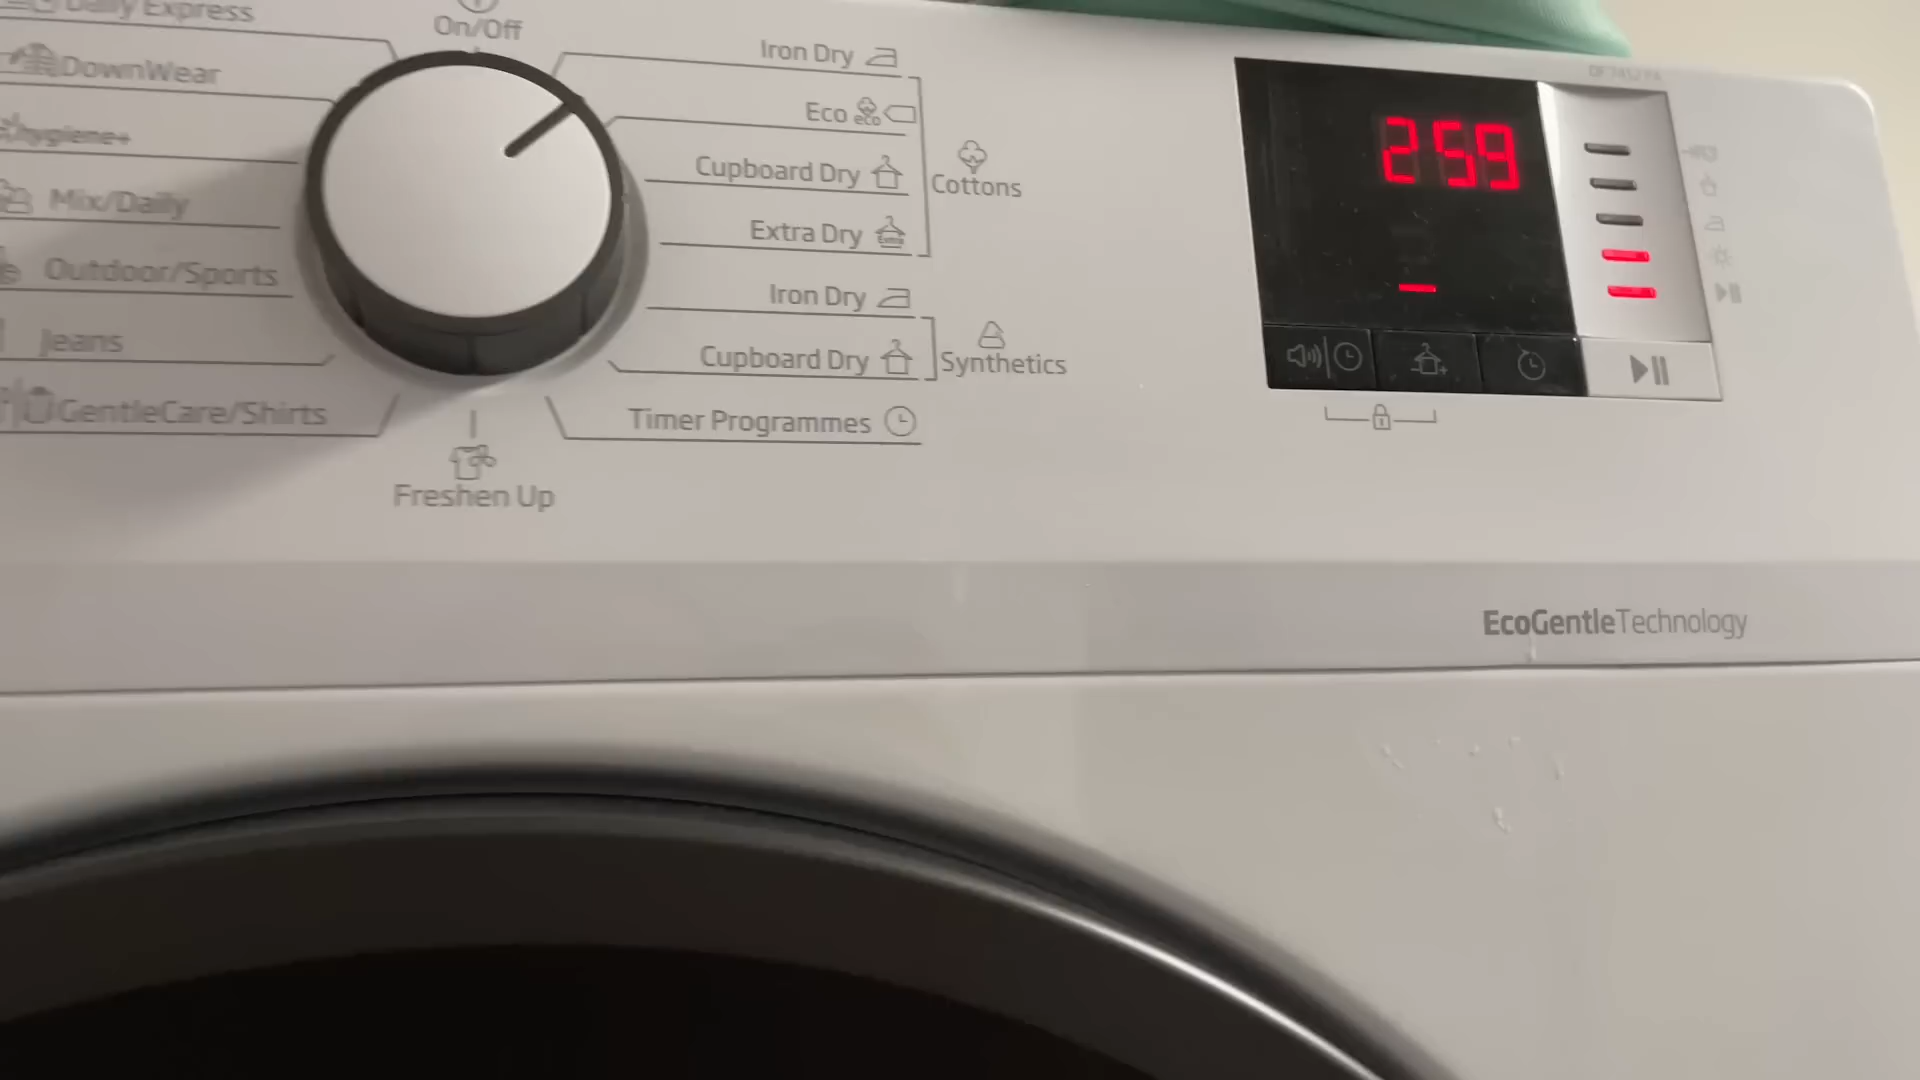 Daily Express
On/Off
DownWear
hygiene+
Mix/Daily
Outdoor/Sports
Jeans
GentleCare/Shirts
Freshen Up
Iron Dry
Eco eco
Cupboard Dry
Extra Dry
Cottons
Iron Dry
Cupboard Dry
Synthetics
Timer Programmes
259
EcoGentleTechnology